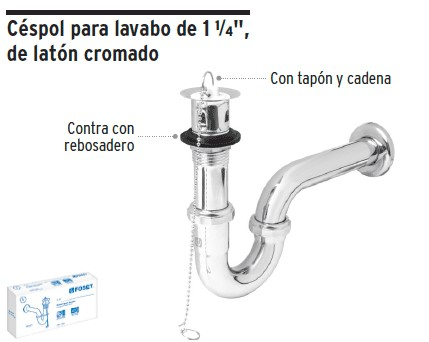 Céspol para lavabo de 1 1/4",
de latón cromado
Con tapón y cadena
Contra con
rebosadero
FOSET